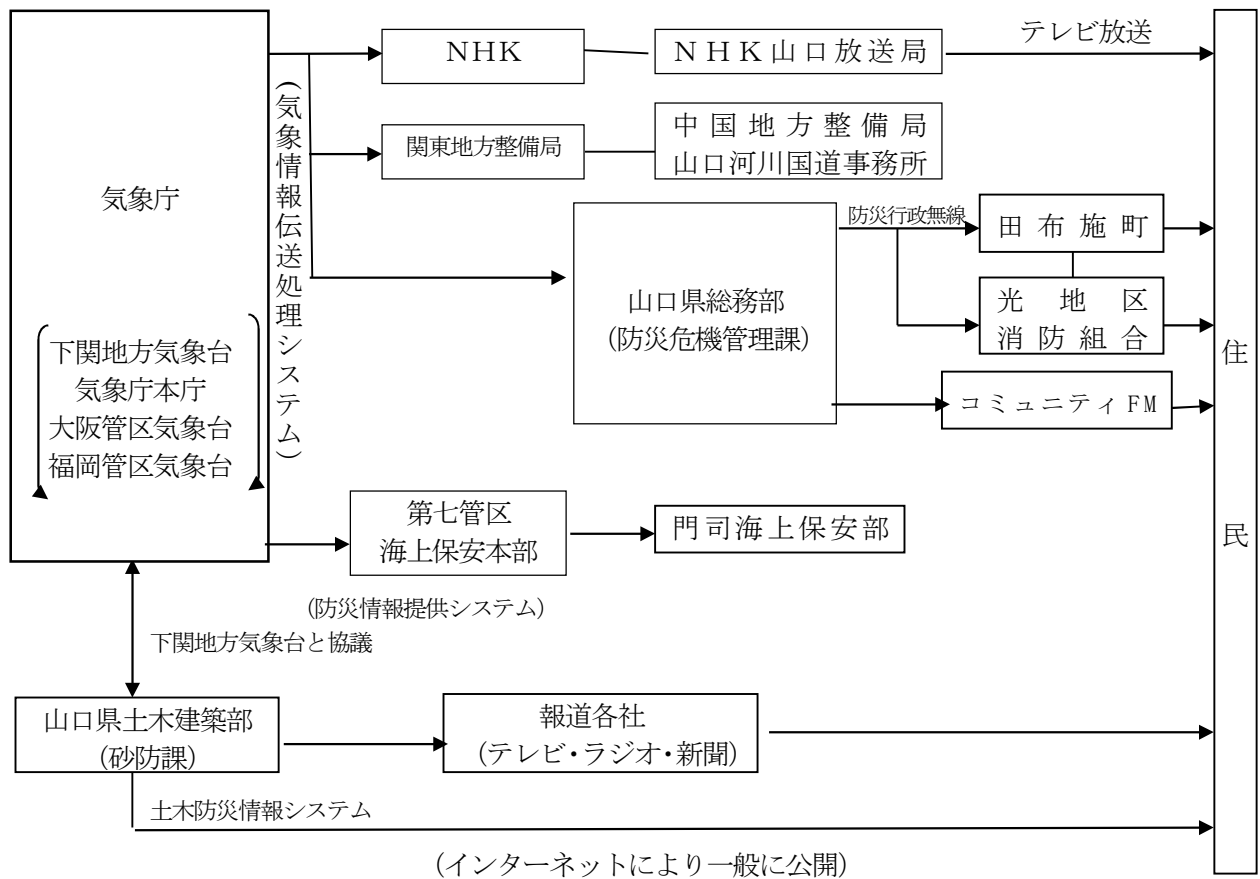 NHK
ＮＨＫ山口放送局
テレビ放送
(気象情報伝送処理システム)
関東地方整備局
中国地方整備局
山口河川国道事務所
気象庁
下関地方気象台
気象庁本庁
大阪管区気象台
福岡管区気象台
山口県総務部
(防災危機管理課)
防災行政無線
田布施町
光地区
消防組合
コミュニティFM
住民
第七管区
海上保安本部
門司海上保安部
(防災情報提供システム)
下関地方気象台と協議
山口県土木建築部
(砂防課)
報道各社
(テレビ・ラジオ・新聞)
土木防災情報システム
(インターネットにより一般に公開)